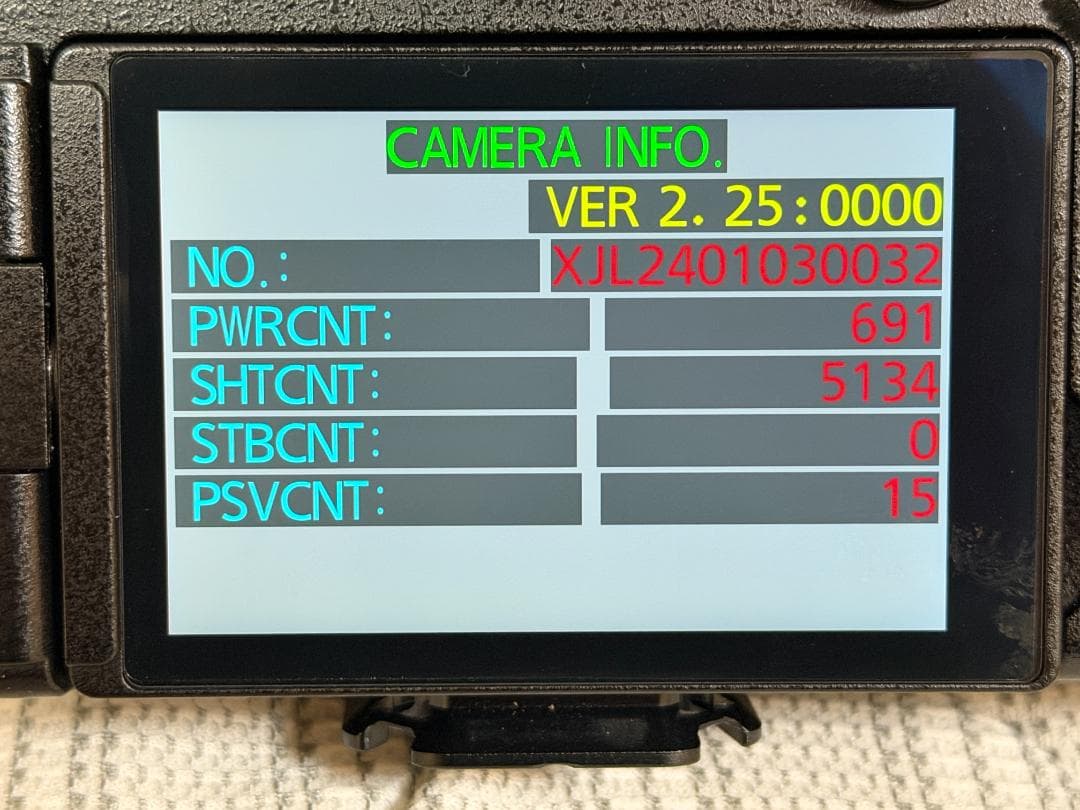 CAMERA INFO.
VER 2. 25:0000
NO.: XJL2401030032
PWRCNT: 691
SHTCNT: 5134
STBCNT: 0
PSVCNT: 15